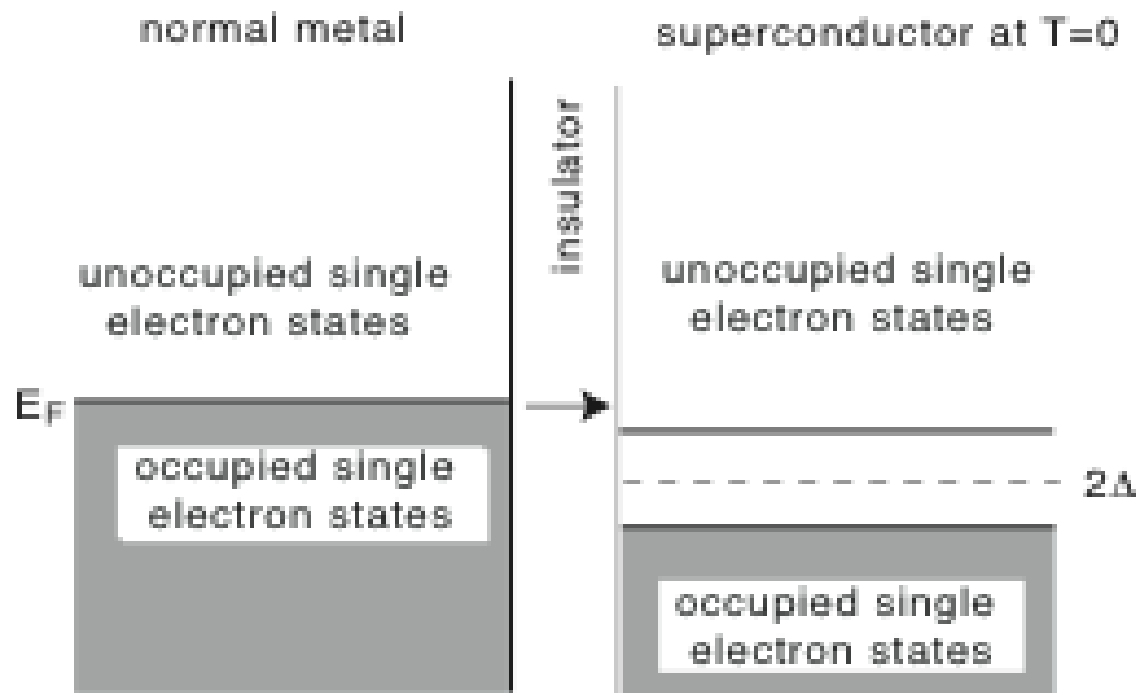 normal metal
superconductor at T=0
insulator
unoccupied single
electron states
unoccupied single
electron states
E_F
occupied single
electron states
2Δ
occupied single
electron states